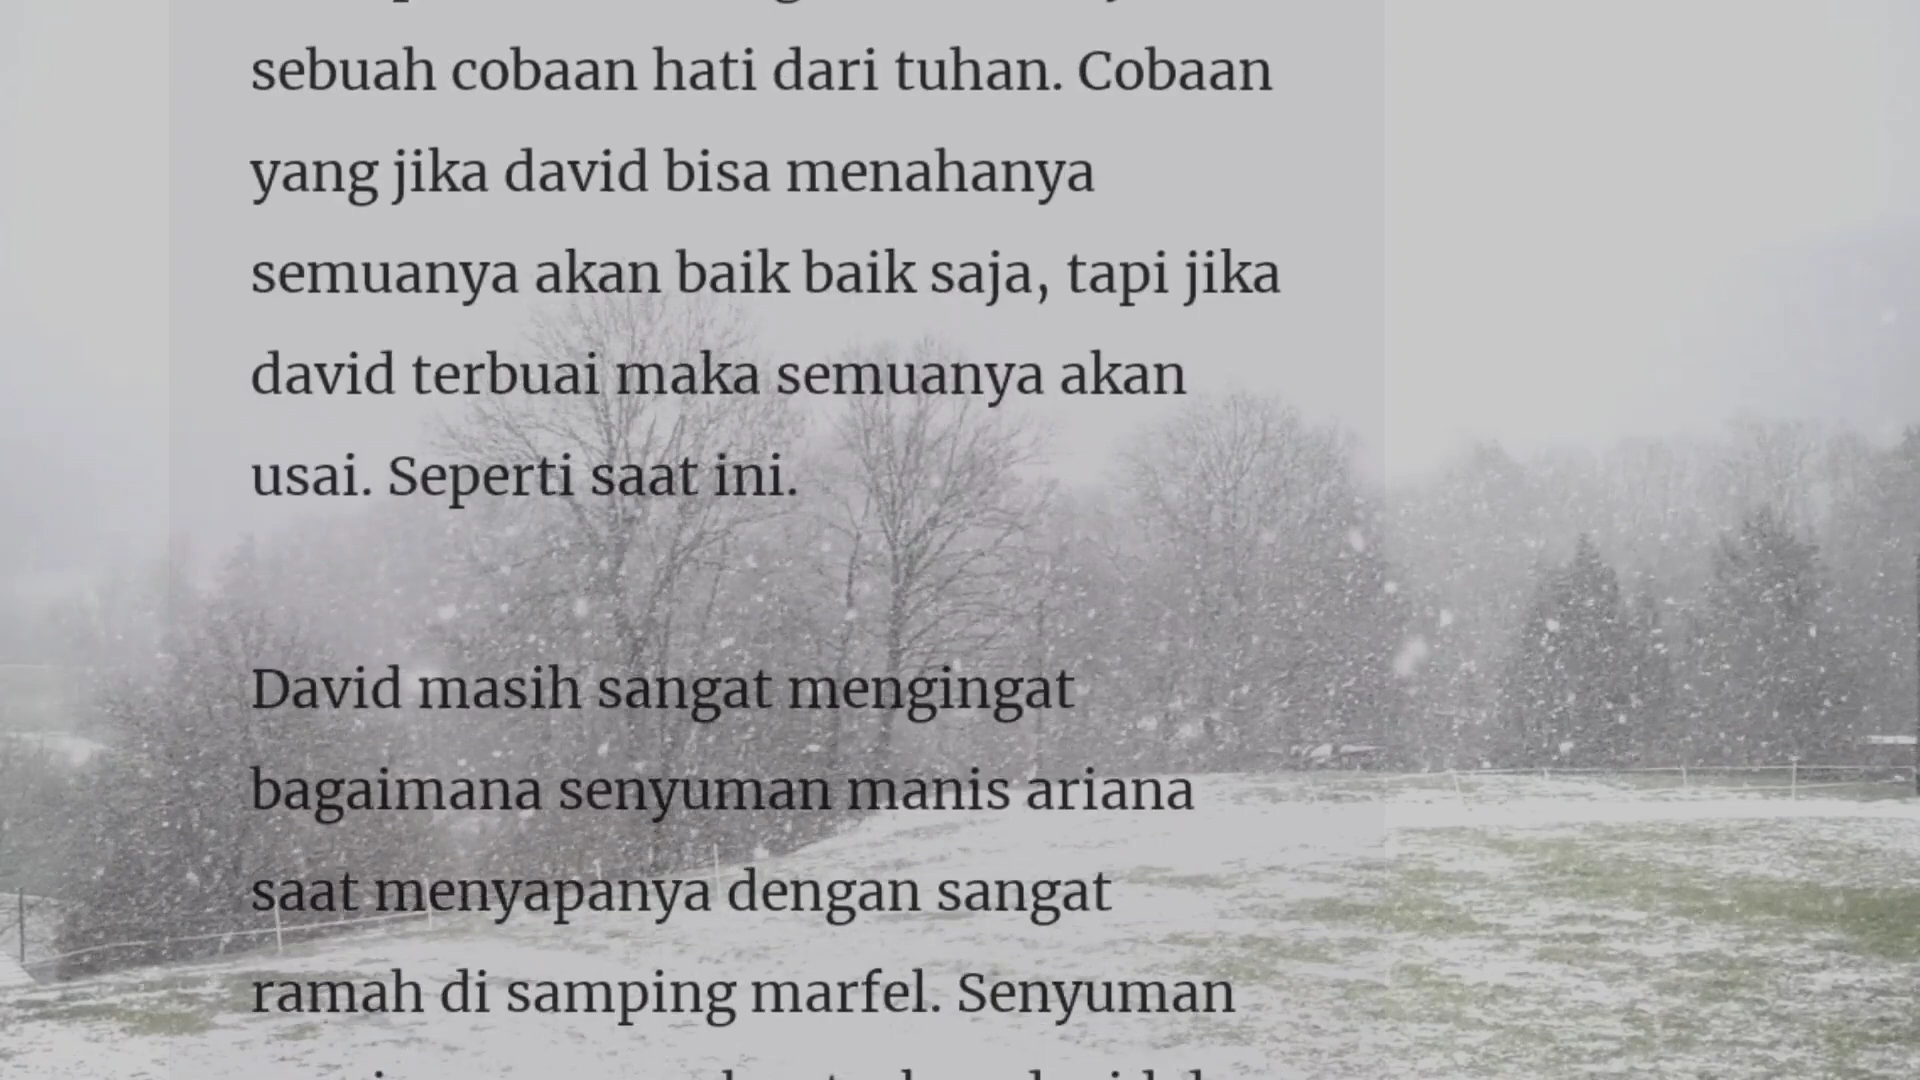 sebuah cobaan hati dari tuhan. Cobaan
yang jika david bisa menahanya
semuanya akan baik baik saja, tapi jika
david terbuai maka semuanya akan
usai. Seperti saat ini.
David masih sangat mengingat
bagaimana senyuman manis ariana
saat menyapanya dengan sangat
ramah di samping marfel. Senyuman